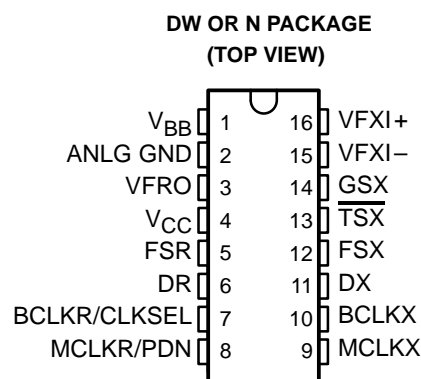 DW OR N PACKAGE
(TOP VIEW)
VBB 1 16 VFXI+
ANLG GND 2 15 VFXI–
VFRO 3 14 GSX
VCC 4 13 TSX
FSR 5 12 FSX
DR 6 11 DX
BCLKR/CLKSEL 7 10 BCLKX
MCLKR/PDN 8 9 MCLKX